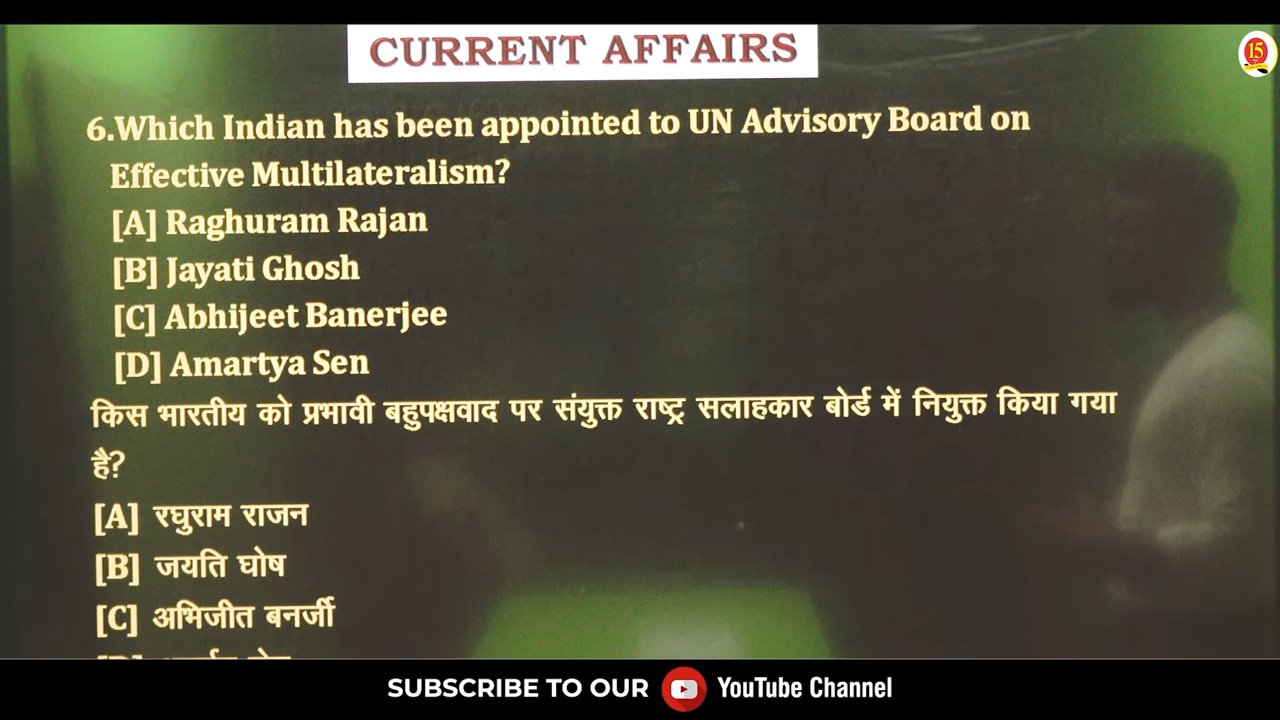 CURRENT AFFAIRS
15
6.Which Indian has been appointed to UN Advisory Board on
Effective Multilateralism?
[A] Raghuram Rajan
[B] Jayati Ghosh
[C] Abhijeet Banerjee
[D] Amartya Sen
किस भारतीय को प्रभावी बहुपक्षवाद पर संयुक्त राष्ट्र सलाहकार बोर्ड में नियुक्त किया गया
है?
[A] रघुराम राजन
[B] जयति घोष
[C] अभिजीत बनर्जी
SUBSCRIBE TO OUR YouTube Channel